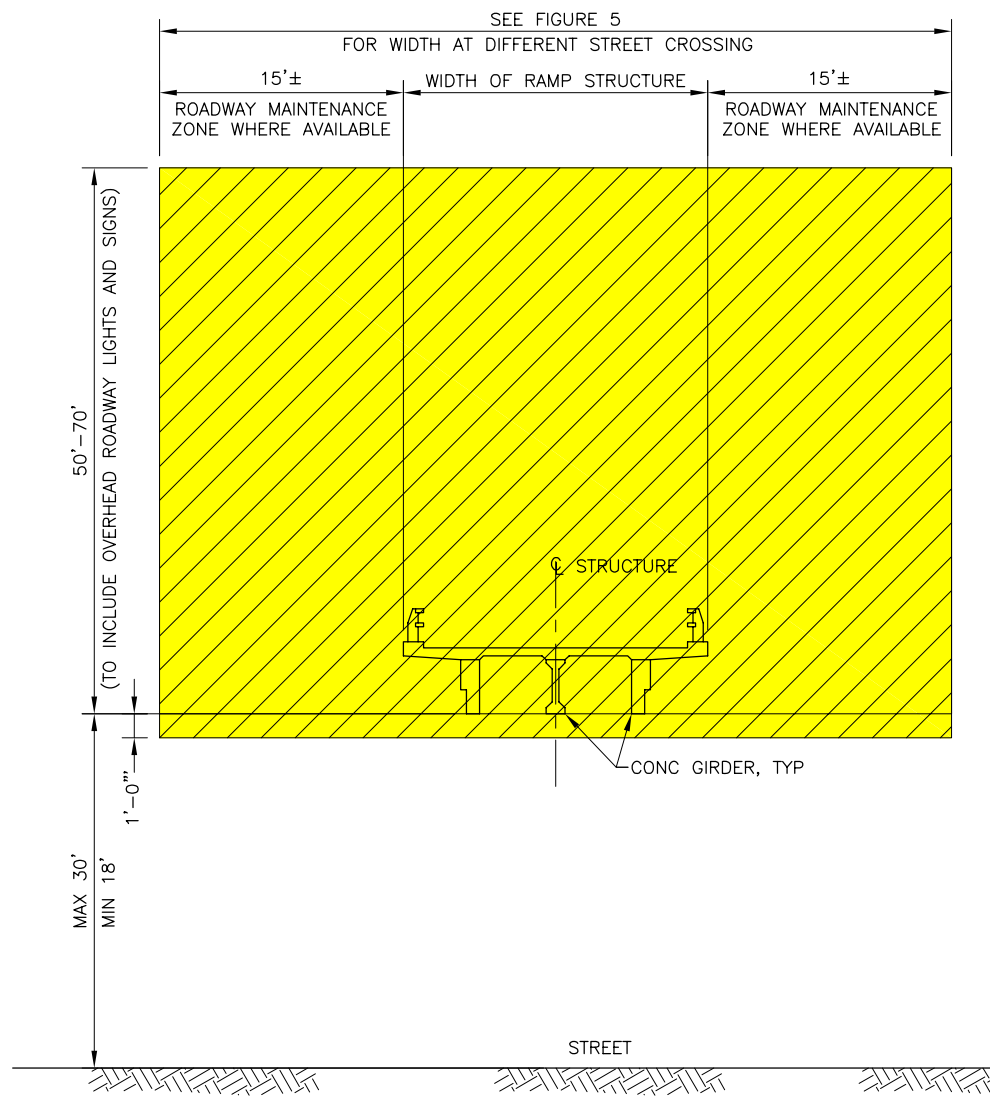 SEE FIGURE 5
FOR WIDTH AT DIFFERENT STREET CROSSING
15'±
WIDTH OF RAMP STRUCTURE
15'±
ROADWAY MAINTENANCE
ZONE WHERE AVAILABLE
ROADWAY MAINTENANCE
ZONE WHERE AVAILABLE
50'-70'
(TO INCLUDE OVERHEAD ROADWAY LIGHTS AND SIGNS)
℄ STRUCTURE
CONC GIRDER, TYP
1'-0"'
MAX 30'
MIN 18'
STREET